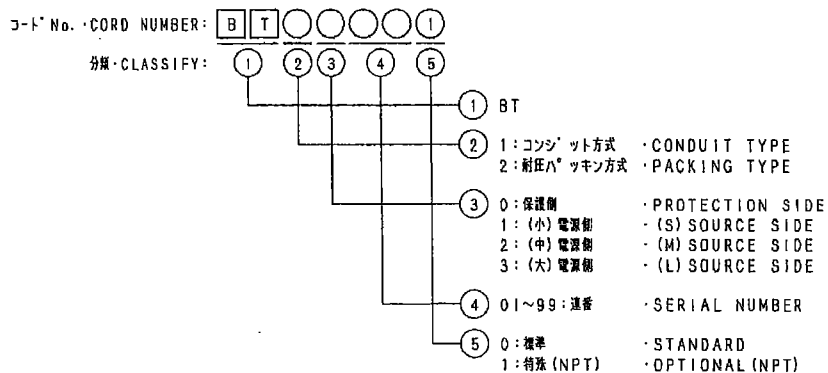 コード No. ・CORD NUMBER: B T 1
分類・CLASSIFY: 1 2 3 4 5
1 BT
2 1:コンジット方式 ・CONDUIT TYPE
2:耐圧パッキン方式 ・PACKING TYPE
3 0:保護側 ・PROTECTION SIDE
1:(小)電源側 ・(S)SOURCE SIDE
2:(中)電源側 ・(M)SOURCE SIDE
3:(大)電源側 ・(L)SOURCE SIDE
4 01~99:連番 ・SERIAL NUMBER
5 0:標準 ・STANDARD
1:特殊(NPT) ・OPTIONAL(NPT)